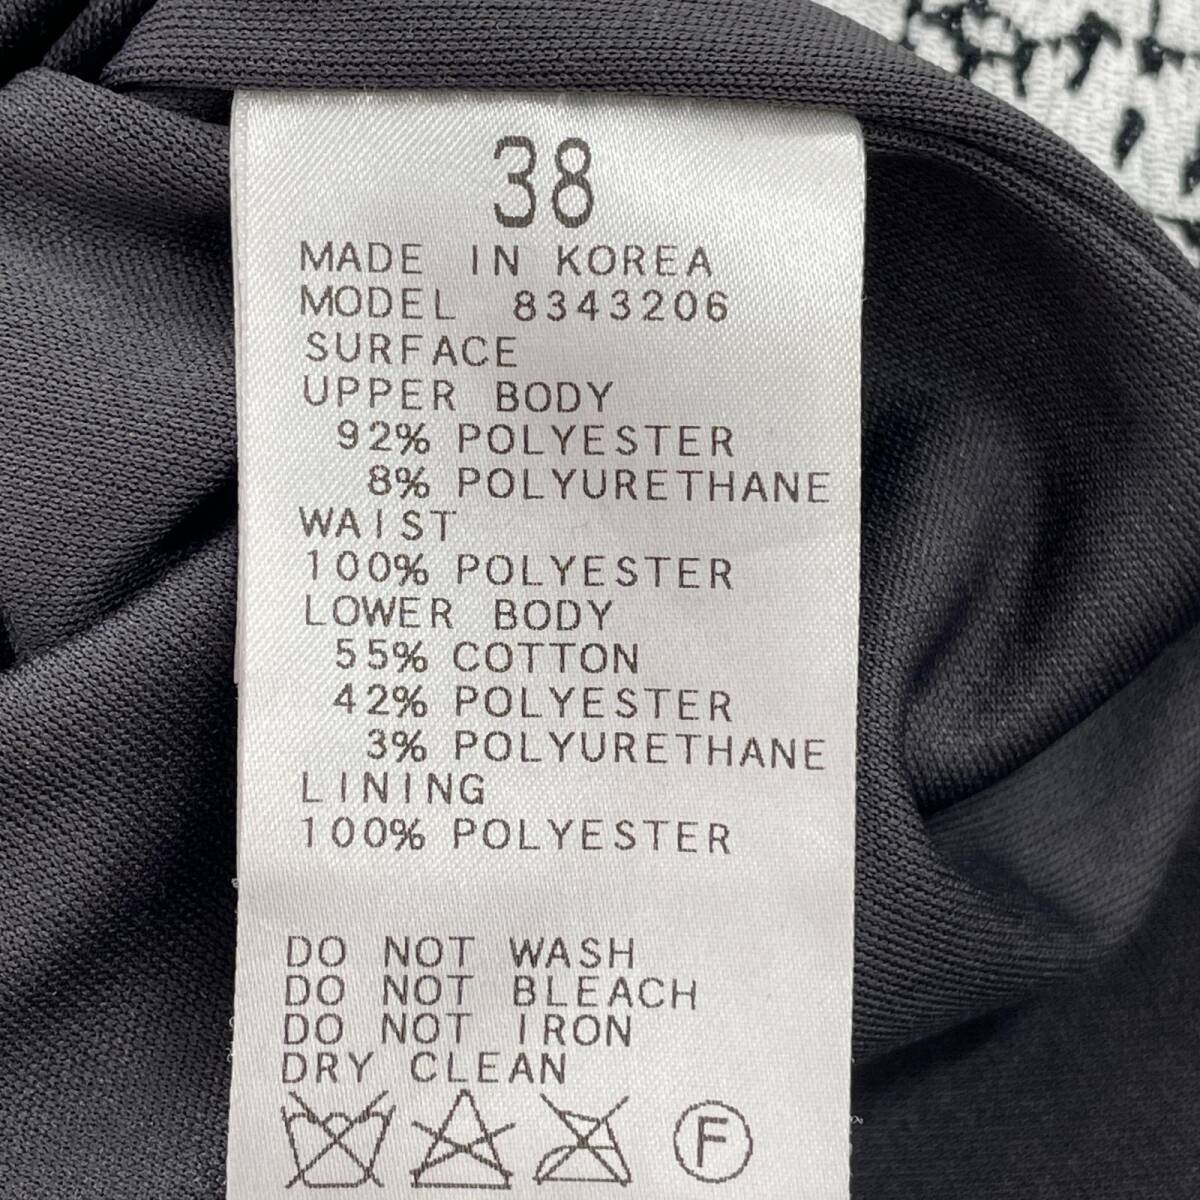 38
MADE IN KOREA
MODEL 8343206
SURFACE
UPPER BODY
92% POLYESTER
8% POLYURETHANE
WAIST
100% POLYESTER
LOWER BODY
55% COTTON
42% POLYESTER
3% POLYURETHANE
LINING
100% POLYESTER
DO NOT WASH
DO NOT BLEACH
DO NOT IRON
DRY CLEAN
F